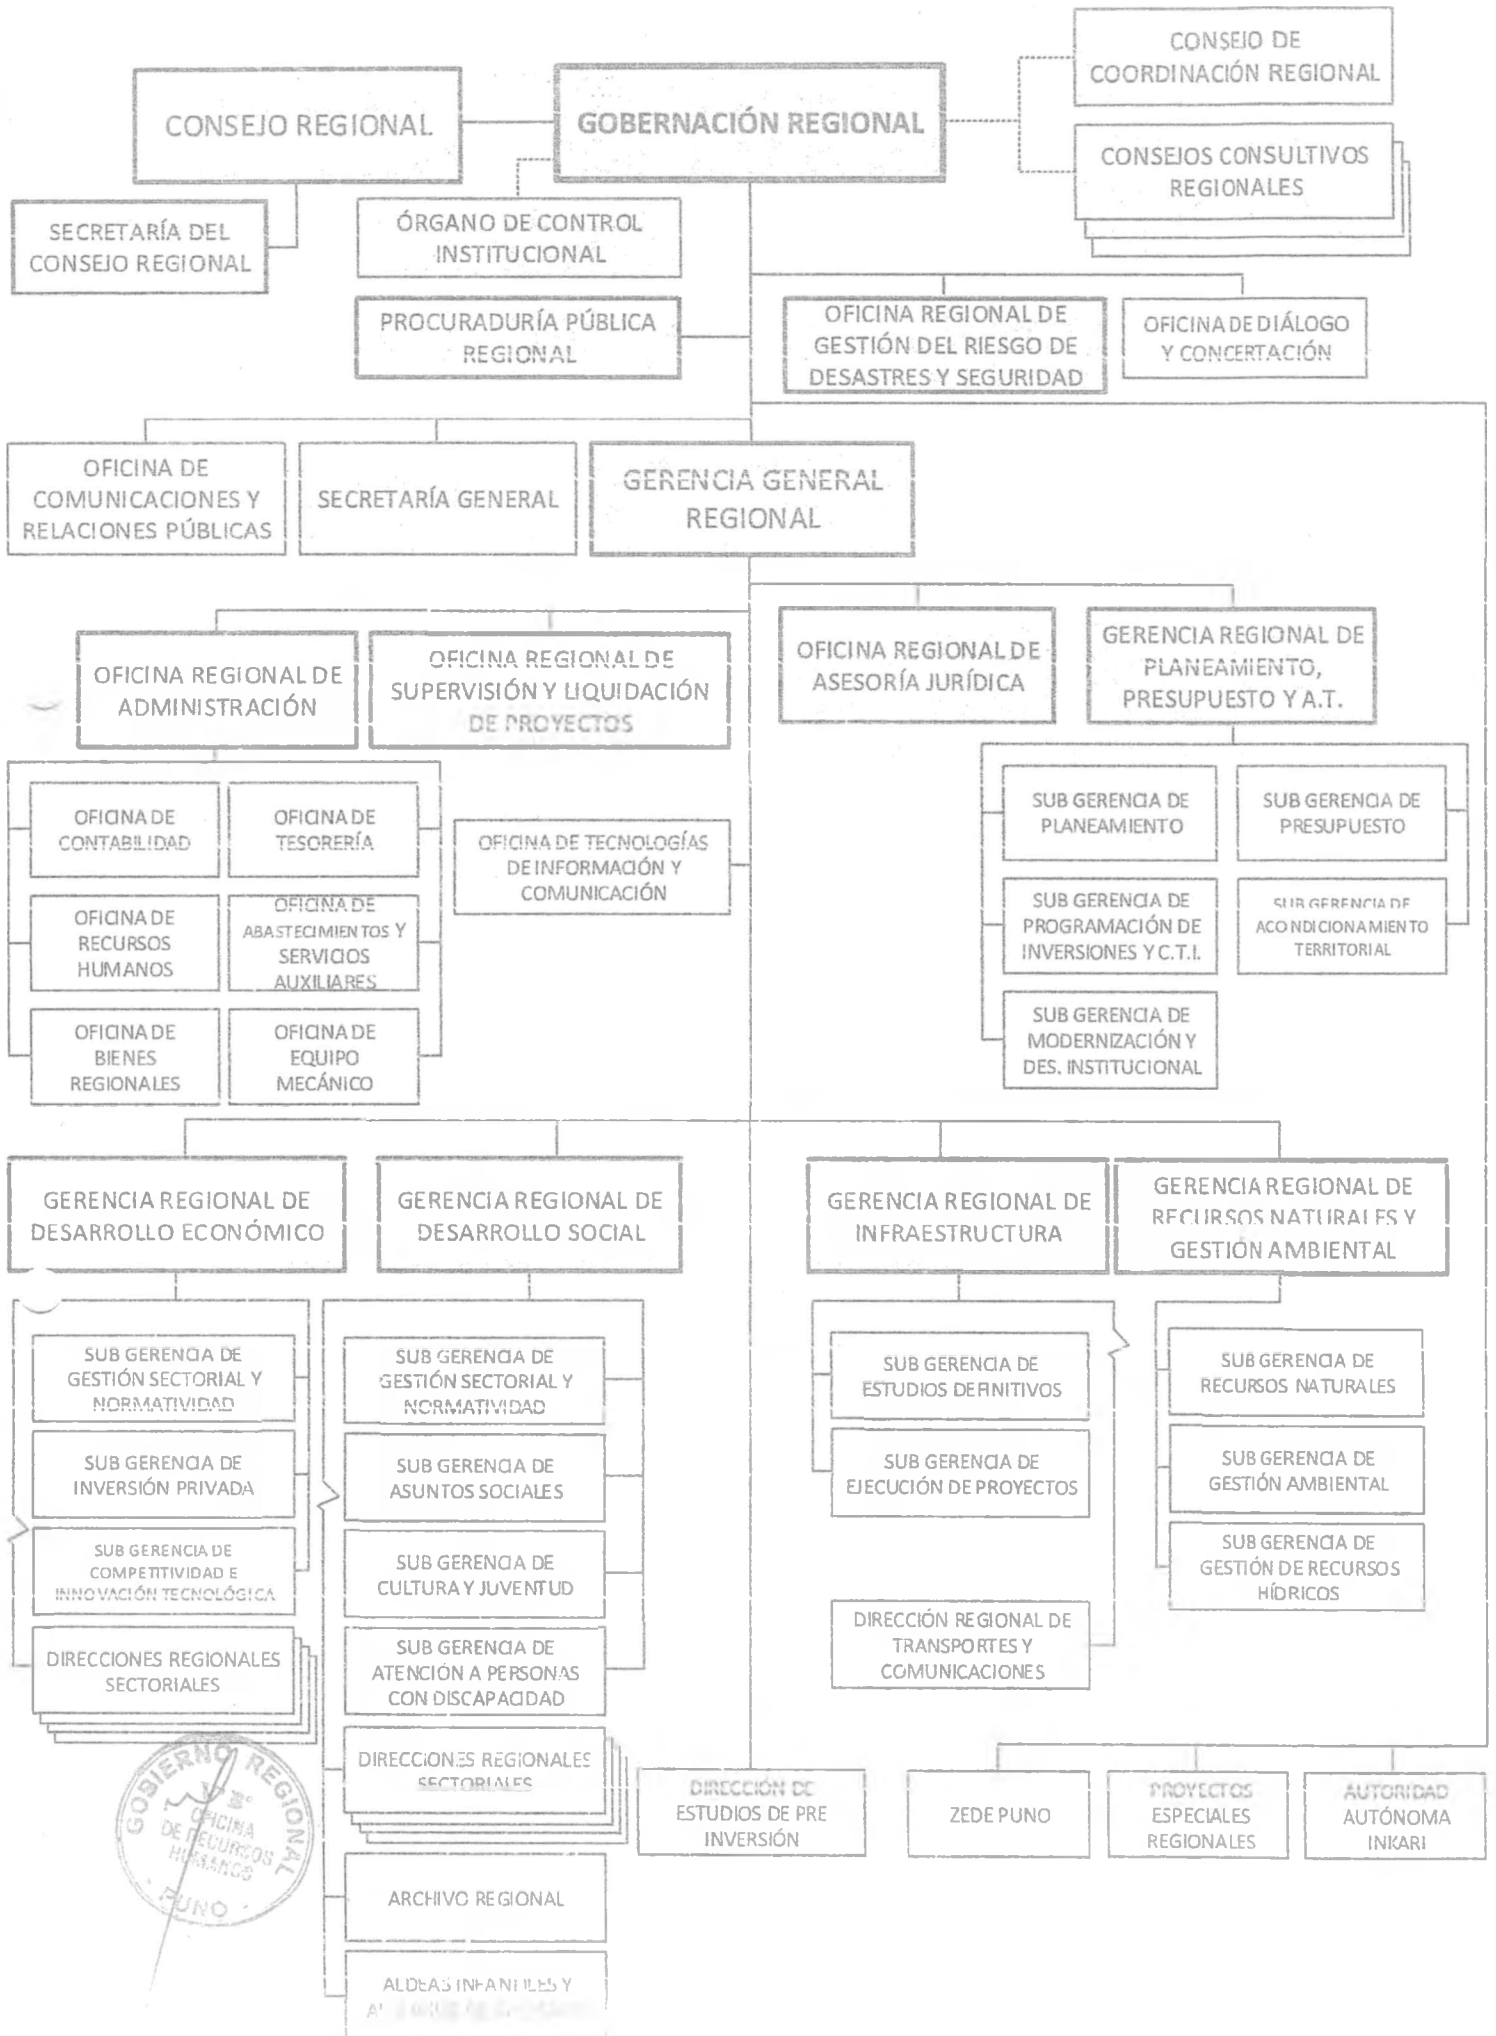 CONSEJO DE
COORDINACIÓN REGIONAL
CONSEJO REGIONAL
GOBERNACIÓN REGIONAL
CONSEJOS CONSULTIVOS
REGIONALES
SECRETARÍA DEL
CONSEJO REGIONAL
ÓRGANO DE CONTROL
INSTITUCIONAL
PROCURADURÍA PÚBLICA
REGIONAL
OFICINA REGIONAL DE
GESTIÓN DEL RIESGO DE
DESASTRES Y SEGURIDAD
OFICINA DE DIÁLOGO
Y CONCERTACIÓN
OFICINA DE
COMUNICACIONES Y
RELACIONES PÚBLICAS
SECRETARÍA GENERAL
GERENCIA GENERAL
REGIONAL
OFICINA REGIONAL DE
ADMINISTRACIÓN
OFICINA REGIONAL DE
SUPERVISIÓN Y LIQUIDACIÓN
DE PROYECTOS
OFICINA REGIONAL DE
ASESORÍA JURÍDICA
GERENCIA REGIONAL DE
PLANEAMIENTO,
PRESUPUESTO Y A.T.
OFICINA DE
CONTABILIDAD
OFICINA DE
TESORERÍA
OFICINA DE TECNOLOGÍAS
DE INFORMACIÓN Y
COMUNICACIÓN
SUB GERENCIA DE
PLANEAMIENTO
SUB GERENCIA DE
PRESUPUESTO
OFICINA DE
RECURSOS
HUMANOS
OFICINA DE
ABASTECIMIENTOS Y
SERVICIOS
AUXILIARES
SUB GERENCIA DE
PROGRAMACIÓN DE
INVERSIONES Y C.T.I.
SUB GERENCIA DE
ACONDICIONAMIENTO
TERRITORIAL
OFICINA DE
BIENES
REGIONALES
OFICINA DE
EQUIPO
MECÁNICO
SUB GERENCIA DE
MODERNIZACIÓN Y
DES. INSTITUCIONAL
GERENCIA REGIONAL DE
DESARROLLO ECONÓMICO
GERENCIA REGIONAL DE
DESARROLLO SOCIAL
GERENCIA REGIONAL DE
INFRAESTRUCTURA
GERENCIA REGIONAL DE
RECURSOS NATURALES Y
GESTIÓN AMBIENTAL
SUB GERENCIA DE
GESTIÓN SECTORIAL Y
NORMATIVIDAD
SUB GERENCIA DE
INVERSIÓN PRIVADA
SUB GERENCIA DE
COMPETITIVIDAD E
INNOVACIÓN TECNOLÓGICA
DIRECCIONES REGIONALES
SECTORIALES
SUB GERENCIA DE
GESTIÓN SECTORIAL Y
NORMATIVIDAD
SUB GERENCIA DE
ASUNTOS SOCIALES
SUB GERENCIA DE
CULTURA Y JUVENTUD
SUB GERENCIA DE
ATENCIÓN A PERSONAS
CON DISCAPACIDAD
DIRECCIONES REGIONALES
SECTORIALES
ARCHIVO REGIONAL
ALDEAS INFANTILES Y
SUB GERENCIA DE
ESTUDIOS DEFINITIVOS
SUB GERENCIA DE
EJECUCIÓN DE PROYECTOS
DIRECCIÓN REGIONAL DE
TRANSPORTES Y
COMUNICACIONES
SUB GERENCIA DE
RECURSOS NATURALES
SUB GERENCIA DE
GESTIÓN AMBIENTAL
SUB GERENCIA DE
GESTIÓN DE RECURSOS
HÍDRICOS
DIRECCIÓN DE
ESTUDIOS DE PRE
INVERSIÓN
ZEDE PUNO
PROYECTOS
ESPECIALES
REGIONALES
AUTORIDAD
AUTÓNOMA
INKARI
GOBIERNO REGIONAL
OFICINA
DE RECURSOS
HUMANOS
PUNO